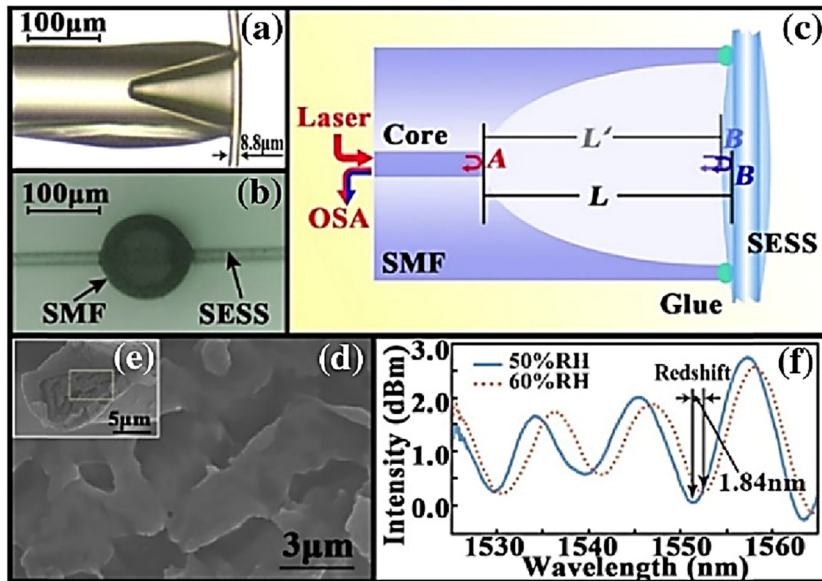 100μm
(a)
8.8μm
100μm
(b)
SMF
SESS
(c)
Laser
Core
L'
B
A
B
OSA
L
SMF
SESS
Glue
(e)
5μm
(d)
3μm
(f)
50%RH
60%RH
Redshift
1.84nm
3.0
2.0
1.0
0.0
Intensity (dBm)
1530 1540 1550 1560
Wavelength (nm)